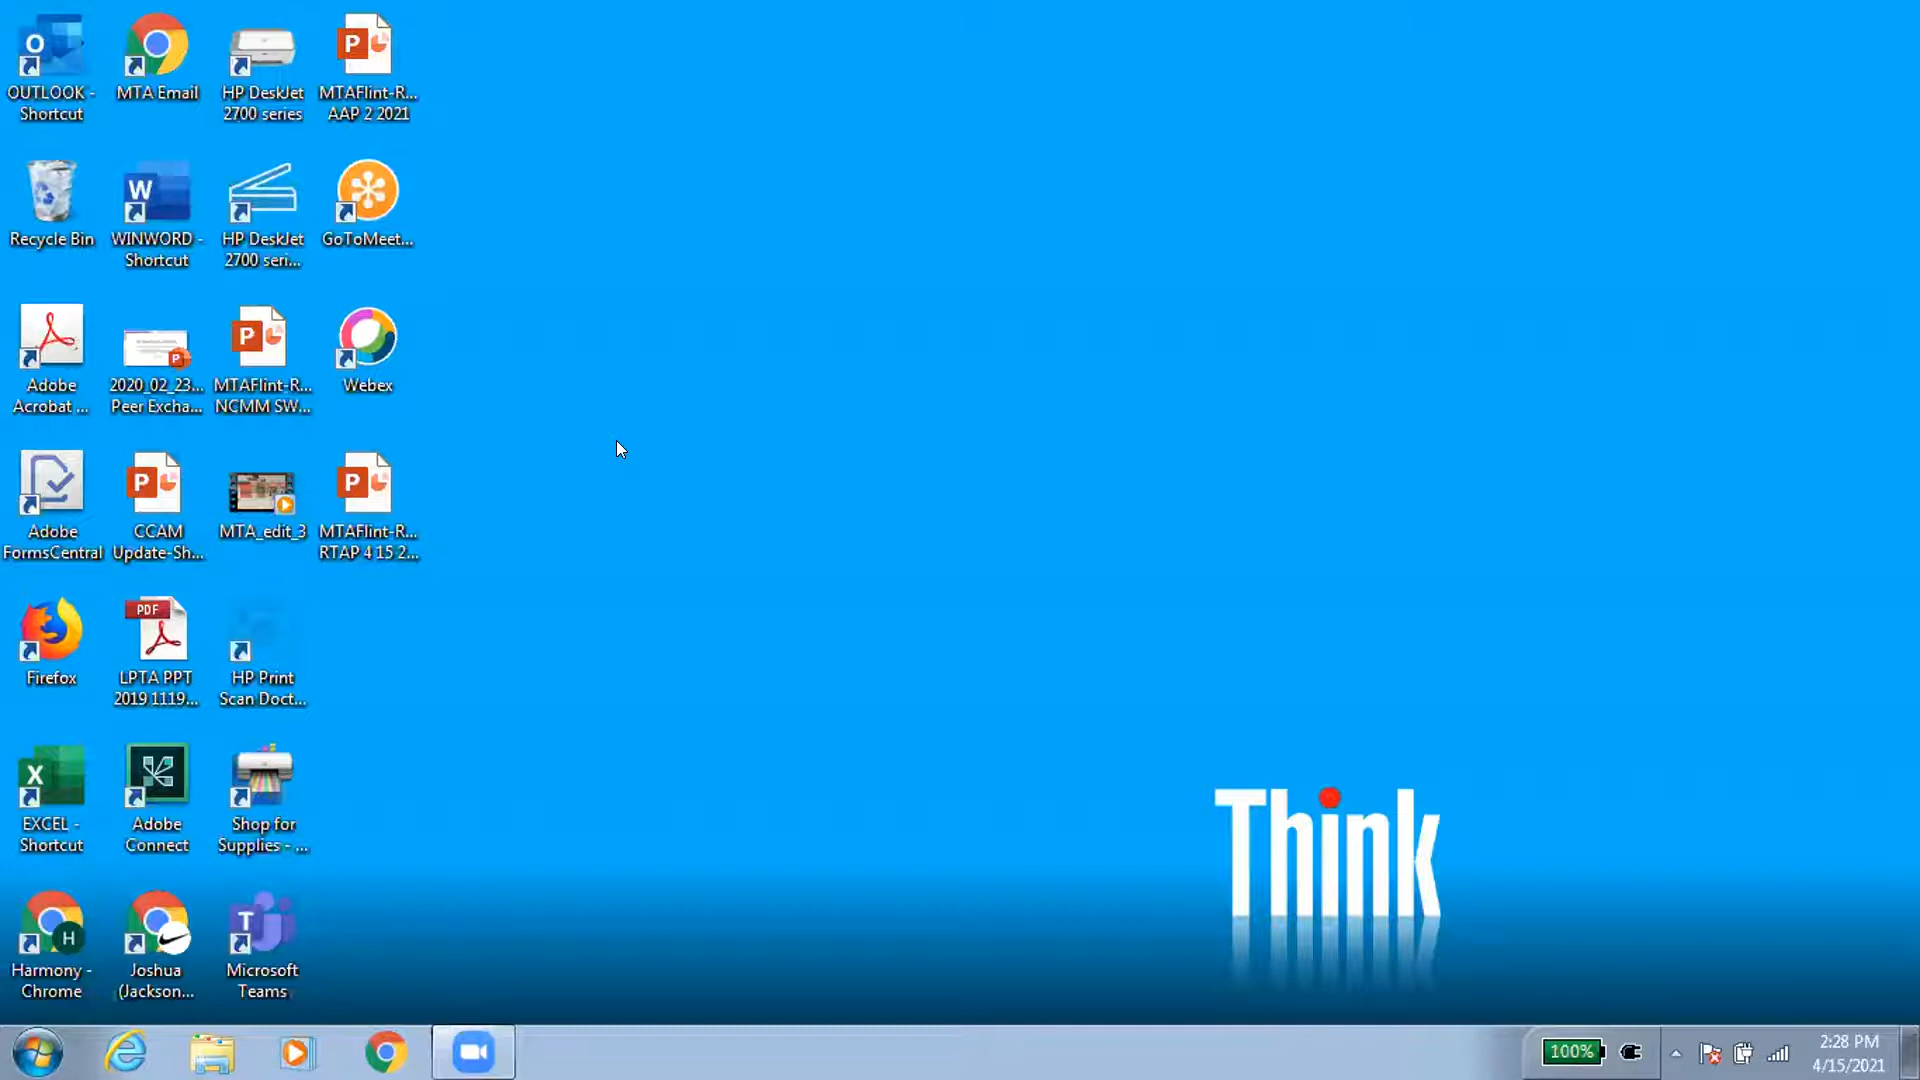 OUTLOOK -
Shortcut
MTA Email
HP DeskJet
2700 series
MTAFlint-R...
AAP 2 2021
Recycle Bin
WINWORD -
Shortcut
HP DeskJet
2700 seri...
GoToMeet...
Adobe
Acrobat ...
2020_02_23...
Peer Excha...
MTAFlint-R...
NCMM SW...
Webex
Adobe
FormsCentral
CCAM
Update-Sh...
MTA_edit_3
MTAFlint-R...
RTAP 4 15 2...
Firefox
PDF
LPTA PPT
2019 1119...
HP Print
Scan Doct...
EXCEL -
Shortcut
Adobe
Connect
Shop for
Supplies - ...
Think
Harmony -
Chrome
Joshua
(Jackson...
Microsoft
Teams
100%
2:28 PM
4/15/2021